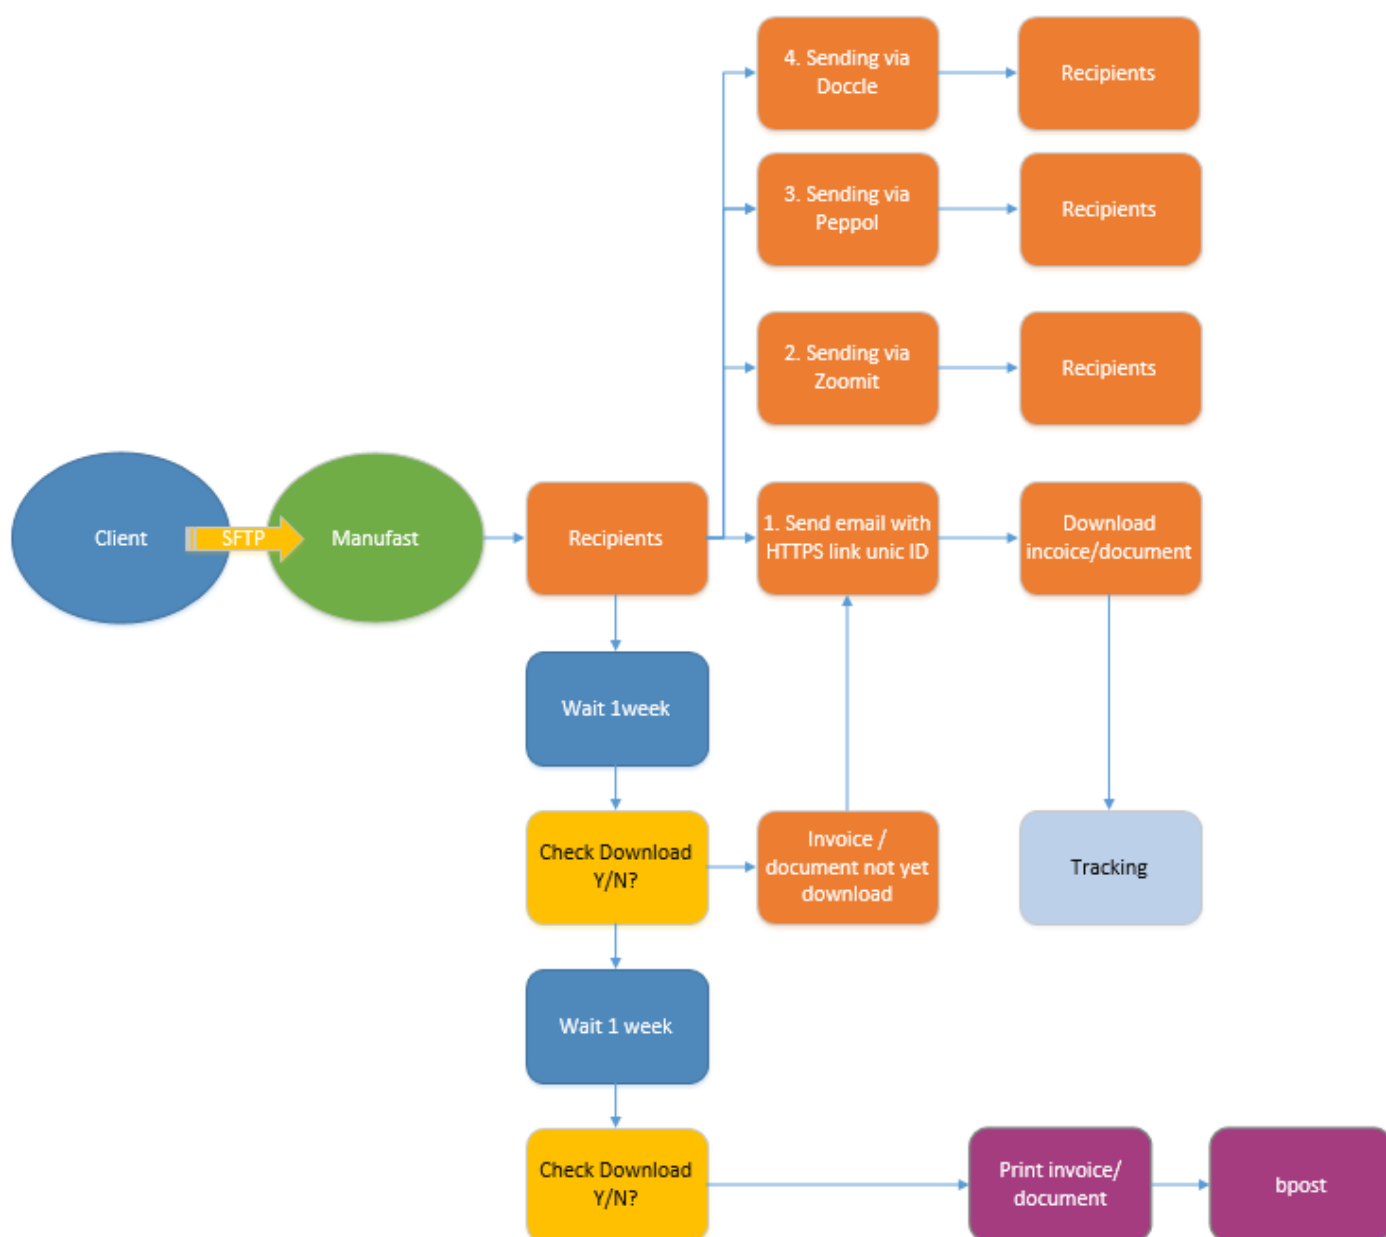 4. Sending via
Doccle
Recipients
3. Sending via
Peppol
Recipients
2. Sending via
Zoomit
Recipients
Client
SFTP
Manufast
Recipients
1. Send email with
HTTPS link unic ID
Download
incoice/document
Wait 1week
Check Download
Y/N?
Invoice /
document not yet
download
Tracking
Wait 1 week
Check Download
Y/N?
Print invoice/
document
bpost